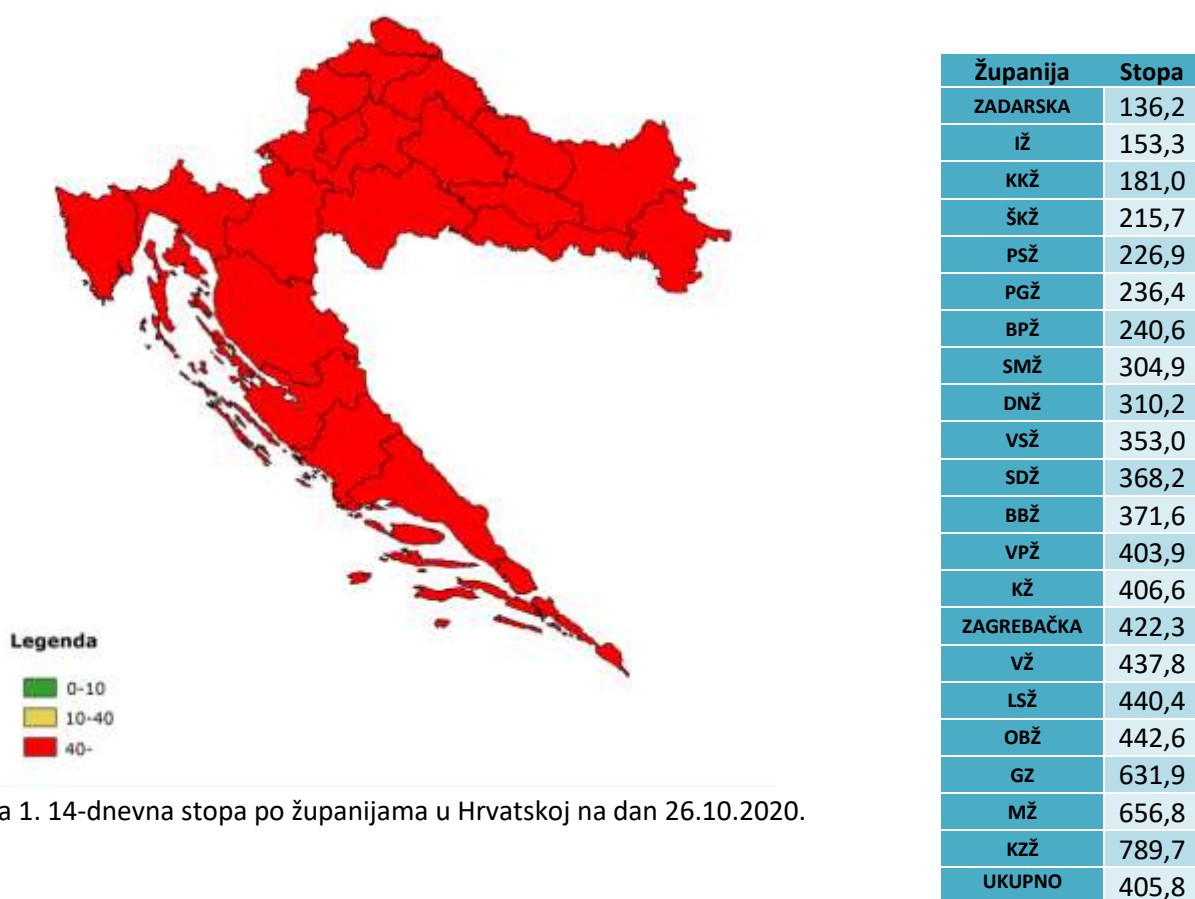 Županija Stopa
ZADARSKA 136,2
IŽ 153,3
KKŽ 181,0
ŠKŽ 215,7
PSŽ 226,9
PGŽ 236,4
BPŽ 240,6
SMŽ 304,9
DNŽ 310,2
VSŽ 353,0
SDŽ 368,2
BBŽ 371,6
VPŽ 403,9
KŽ 406,6
ZAGREBAČKA 422,3
VŽ 437,8
LSŽ 440,4
OBŽ 442,6
GZ 631,9
MŽ 656,8
KZŽ 789,7
UKUPNO 405,8
Legenda
0-10
10-40
40-
a 1. 14-dnevna stopa po županijama u Hrvatskoj na dan 26.10.2020.